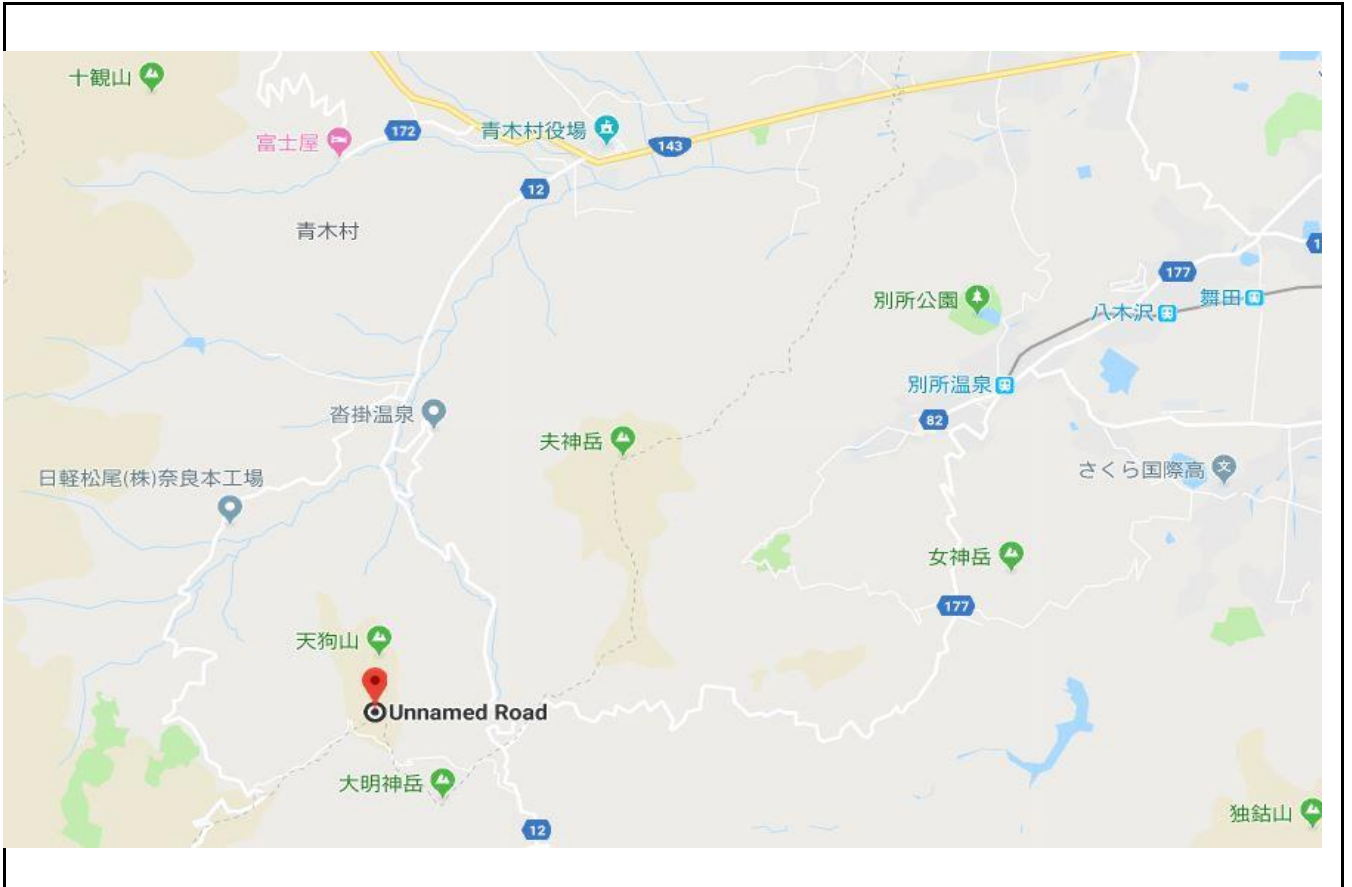 十観山
富士屋
172
青木村役場
143
12
青木村
177
別所公園
舞田
八木沢
別所温泉
82
沓掛温泉
夫神岳
日軽松尾(株)奈良本工場
さくら国際高
女神岳
177
天狗山
Unnamed Road
大明神岳
独鈷山
12